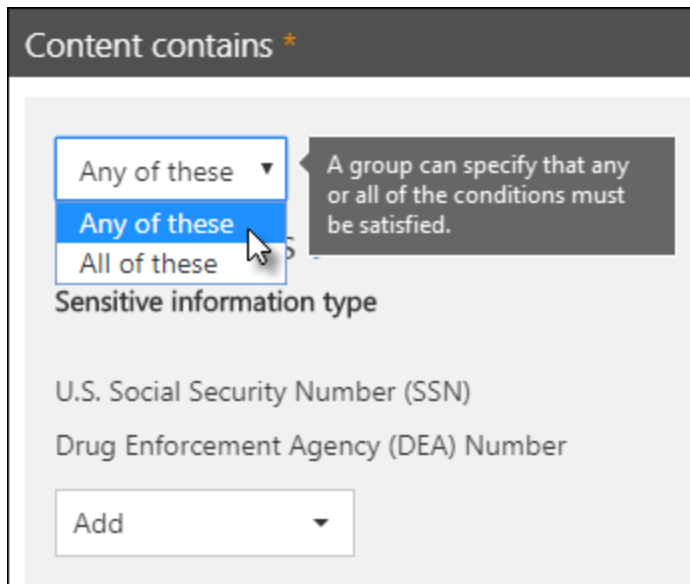 Content contains *
Any of these
A group can specify that any
or all of the conditions must
be satisfied.
Any of these
All of these
Sensitive information type
U.S. Social Security Number (SSN)
Drug Enforcement Agency (DEA) Number
Add